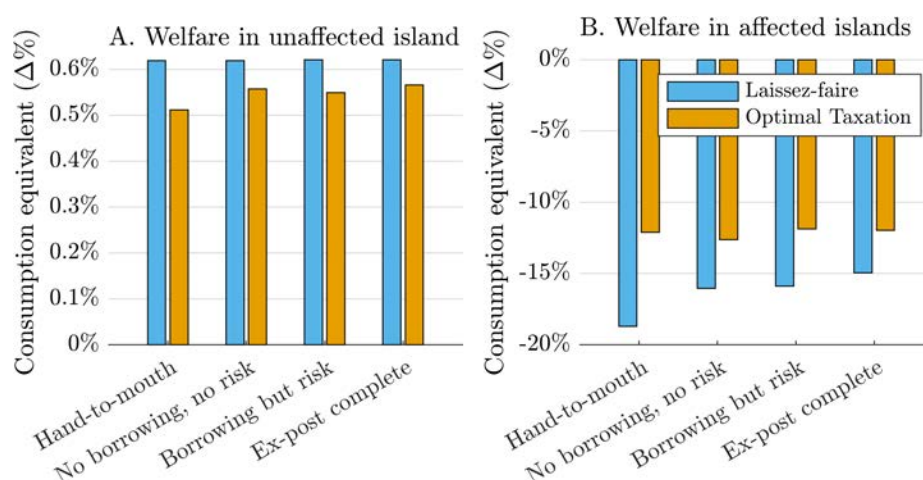 A. Welfare in unaffected island
Consumption equivalent (Δ%)
0.6%
0.5%
0.4%
0.3%
0.2%
0.1%
0%
Hand-to-mouth
No borrowing, no risk
Borrowing but risk
Ex-post complete
B. Welfare in affected islands
Consumption equivalent (Δ%)
0%
-5%
-10%
-15%
-20%
Laissez-faire
Optimal Taxation
Hand-to-mouth
No borrowing, no risk
Borrowing but risk
Ex-post complete